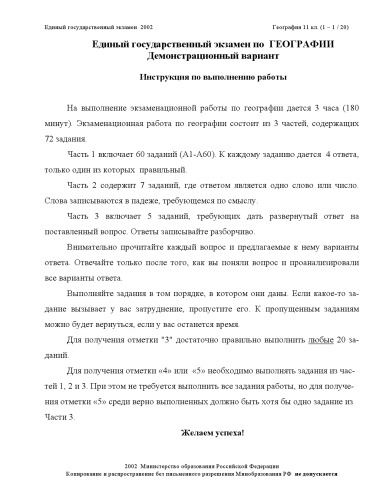 Единый государственный экзамен 2002 География 11 кл. (1 – 1 / 20)
Единый государственный экзамен по ГЕОГРАФИИ
Демонстрационный вариант
Инструкция по выполнению работы
На выполнение экзаменационной работы по географии дается 3 часа (180
минут). Экзаменационная работа по географии состоит из 3 частей, содержащих
72 задания.
Часть 1 включает 60 заданий (А1-А60). К каждому заданию дается 4 ответа,
только один из которых правильный.
Часть 2 содержит 7 заданий, где ответом является одно слово или число.
Слова записываются в падеже, требующемся по смыслу.
Часть 3 включает 5 заданий, требующих дать развернутый ответ на
поставленный вопрос. Ответы записывайте разборчиво.
Внимательно прочитайте каждый вопрос и предлагаемые к нему варианты
ответа. Отвечайте только после того, как вы поняли вопрос и проанализировали
все варианты ответа.
Выполняйте задания в том порядке, в котором они даны. Если какое-то за-
дание вызывает у вас затруднение, пропустите его. К пропущенным заданиям
можно будет вернуться, если у вас останется время.
Для получения отметки "3" достаточно правильно выполнить любые 20 за-
даний.
Для получения отметки «4» или «5» необходимо выполнять задания из час-
тей 1, 2 и 3. При этом не требуется выполнить все задания работы, но для получе-
ния отметки «5» среди верно выполненных должно быть хотя бы одно задание из
Части 3.
Желаем успеха!
2002 Министерство образования Российской Федерации
Копирование и распространение без письменного разрешения Минобразования РФ не допускается